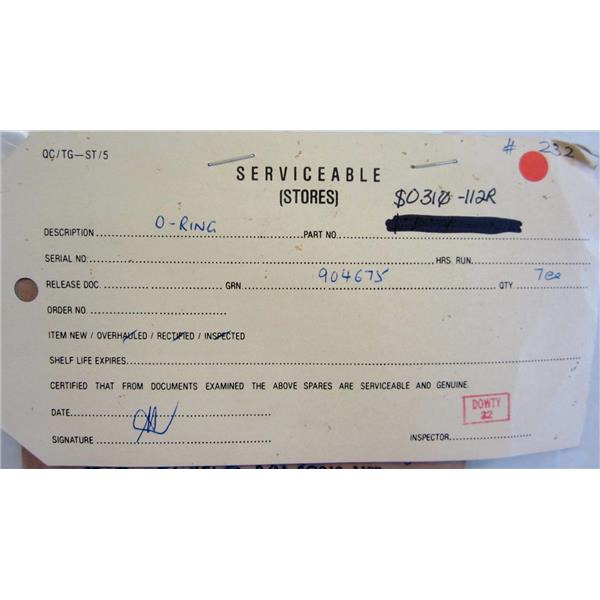 QC/TG—ST/5
# 232
SERVICEABLE
(STORES)
S0310-112R
DESCRIPTION O-RING PART NO.
SERIAL NO. HRS RUN.
RELEASE DOC. GRN 904675 QTY 7ea
ORDER NO.
ITEM NEW / OVERHAULED / RECTIFIED / INSPECTED
SHELF LIFE EXPIRES
CERTIFIED THAT FROM DOCUMENTS EXAMINED THE ABOVE SPARES ARE SERVICEABLE AND GENUINE.
DATE
DOWTY
22
SIGNATURE INSPECTOR